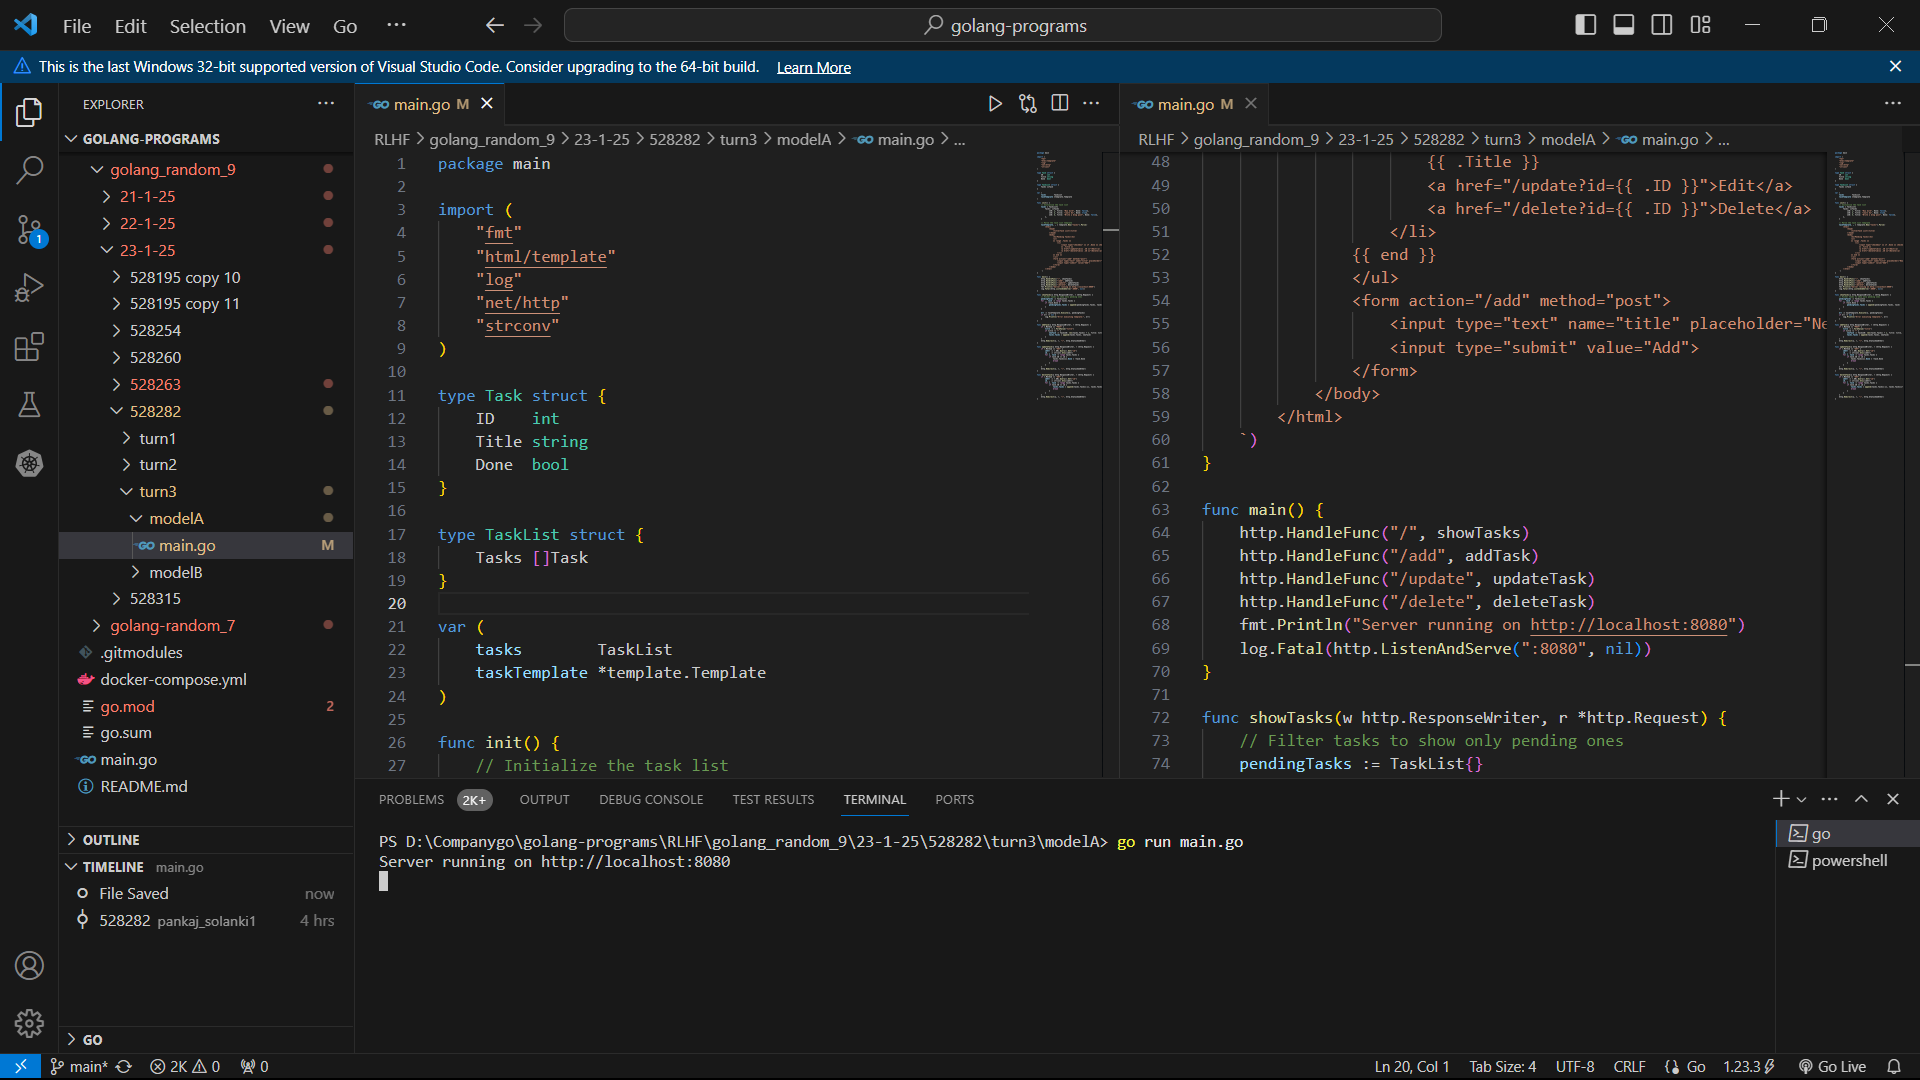 File Edit Selection View Go ···
golang-programs
This is the last Windows 32-bit supported version of Visual Studio Code. Consider upgrading to the 64-bit build. Learn More
EXPLORER
GOLANG-PROGRAMS
golang_random_9
21-1-25
22-1-25
23-1-25
528195 copy 10
528195 copy 11
528254
528260
528263
528282
turn1
turn2
turn3
modelA
main.go M
modelB
528315
golang-random_7
.gitmodules
docker-compose.yml
go.mod 2
go.sum
main.go
README.md
OUTLINE
TIMELINE main.go
File Saved now
528282 pankaj_solanki1 4 hrs
GO
1
main.go M
RLHF > golang_random_9 > 23-1-25 > 528282 > turn3 > modelA > main.go > ...
1 package main
2
3 import (
4 "fmt"
5 "html/template"
6 "log"
7 "net/http"
8 "strconv"
9 )
10
11 type Task struct {
12 ID int
13 Title string
14 Done bool
15 }
16
17 type TaskList struct {
18 Tasks []Task
19 }
20
21 var (
22 tasks TaskList
23 taskTemplate *template.Template
24 )
25
26 func init() {
27 // Initialize the task list
main.go M
RLHF > golang_random_9 > 23-1-25 > 528282 > turn3 > modelA > main.go > ...
48 {{ .Title }}
49 <a href="/update?id={{ .ID }}">Edit</a>
50 <a href="/delete?id={{ .ID }}">Delete</a>
51 </li>
52 {{ end }}
53 </ul>
54 <form action="/add" method="post">
55 <input type="text" name="title" placeholder="Ne
56 <input type="submit" value="Add">
57 </form>
58 </body>
59 </html>
60 `)
61 }
62
63 func main() {
64 http.HandleFunc("/", showTasks)
65 http.HandleFunc("/add", addTask)
66 http.HandleFunc("/update", updateTask)
67 http.HandleFunc("/delete", deleteTask)
68 fmt.Println("Server running on http://localhost:8080")
69 log.Fatal(http.ListenAndServe(":8080", nil))
70 }
71
72 func showTasks(w http.ResponseWriter, r *http.Request) {
73 // Filter tasks to show only pending ones
74 pendingTasks := TaskList{}
PROBLEMS 2K+ OUTPUT DEBUG CONSOLE TEST RESULTS TERMINAL PORTS
PS D:\Companygo\golang-programs\RLHF\golang_random_9\23-1-25\528282\turn3\modelA> go run main.go
Server running on http://localhost:8080
go
powershell
main* 2K 0 0 Ln 20, Col 1 Tab Size: 4 UTF-8 CRLF Go 1.23.3 Go Live